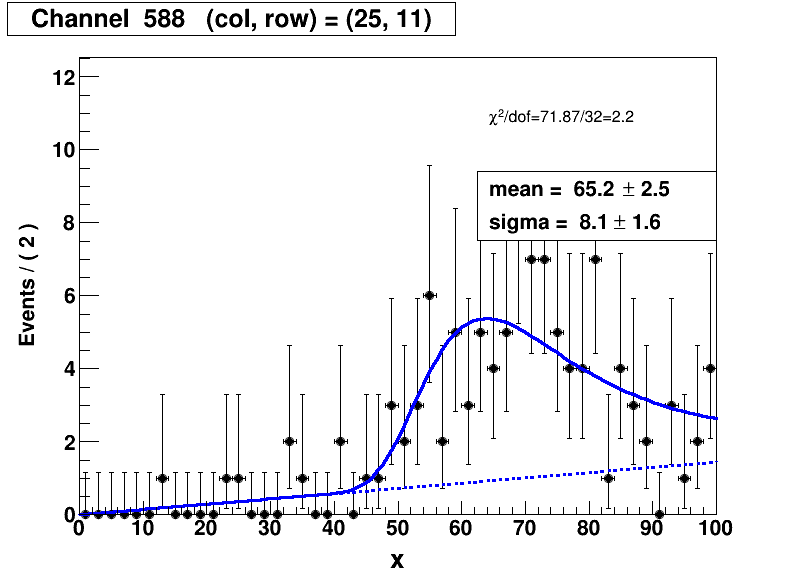 Channel 588 (col, row) = (25, 11)
Events / ( 2 )
12
10
8
6
4
2
0
χ²/dof=71.87/32=2.2
mean = 65.2 ± 2.5
sigma = 8.1 ± 1.6
0 10 20 30 40 50 60 70 80 90 100
x